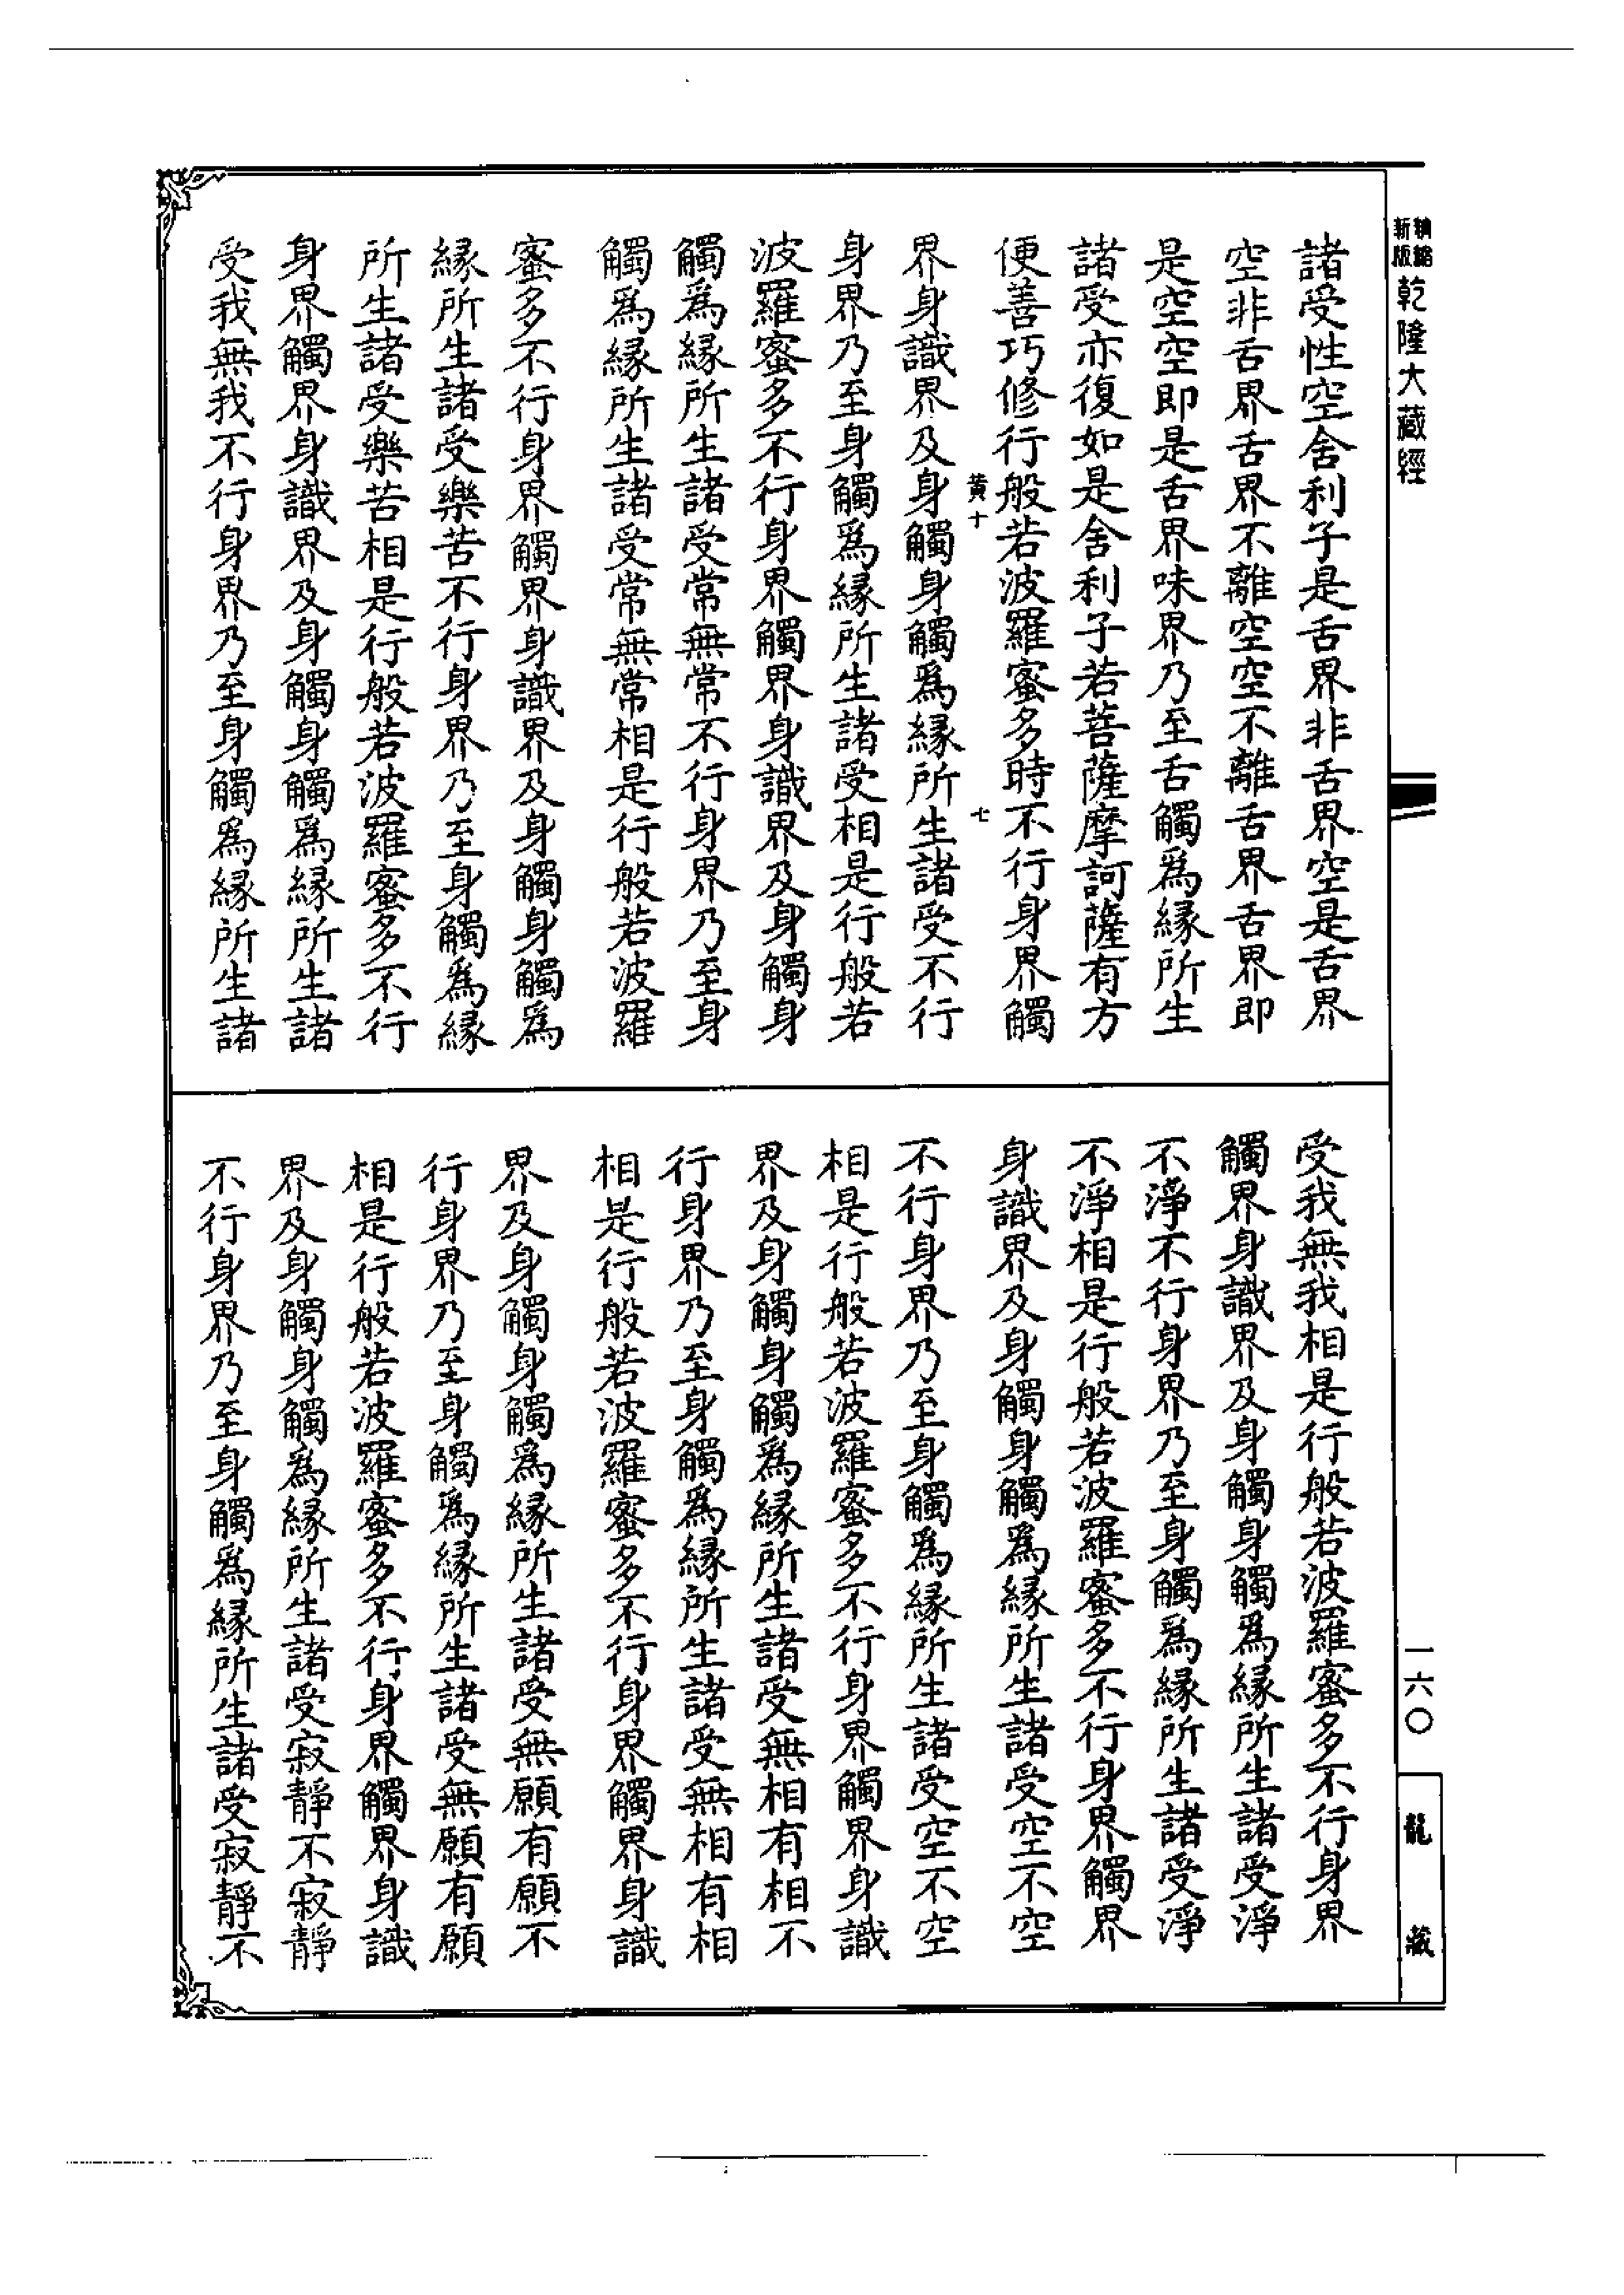 新版精縮乾隆大藏經
諸受性空舍利子是舌界非舌界空是舌界
空非舌界舌界不離空空不離舌界舌界即
是空空即是舌界味界乃至舌觸爲緣所生
諸受亦復如是舍利子若菩薩摩訶薩有方
便善巧修行般若波羅蜜多時不行身界觸
黃十 七
界身識界及身觸身觸爲緣所生諸受不行
身界乃至身觸爲緣所生諸受相是行般若
波羅蜜多不行身界觸界身識界及身觸身
觸爲緣所生諸受常無常不行身界乃至身
觸爲緣所生諸受常無常相是行般若波羅
蜜多不行身界觸界身識界及身觸身觸爲
緣所生諸受樂苦不行身界乃至身觸爲緣
所生諸受樂苦相是行般若波羅蜜多不行
身界觸界身識界及身觸身觸爲緣所生諸
受我無我不行身界乃至身觸爲緣所生諸
受我無我相是行般若波羅蜜多不行身界
觸界身識界及身觸身觸爲緣所生諸受淨
不淨不行身界乃至身觸爲緣所生諸受淨
不淨相是行般若波羅蜜多不行身界觸界
身識界及身觸身觸爲緣所生諸受空不空
不行身界乃至身觸爲緣所生諸受空不空
相是行般若波羅蜜多不行身界觸界身識
界及身觸身觸爲緣所生諸受無相有相不
行身界乃至身觸爲緣所生諸受無相有相
相是行般若波羅蜜多不行身界觸界身識
界及身觸身觸爲緣所生諸受無願有願不
行身界乃至身觸爲緣所生諸受無願有願
相是行般若波羅蜜多不行身界觸界身識
界及身觸身觸爲緣所生諸受寂靜不寂靜
不行身界乃至身觸爲緣所生諸受寂靜不
一六〇
龍藏